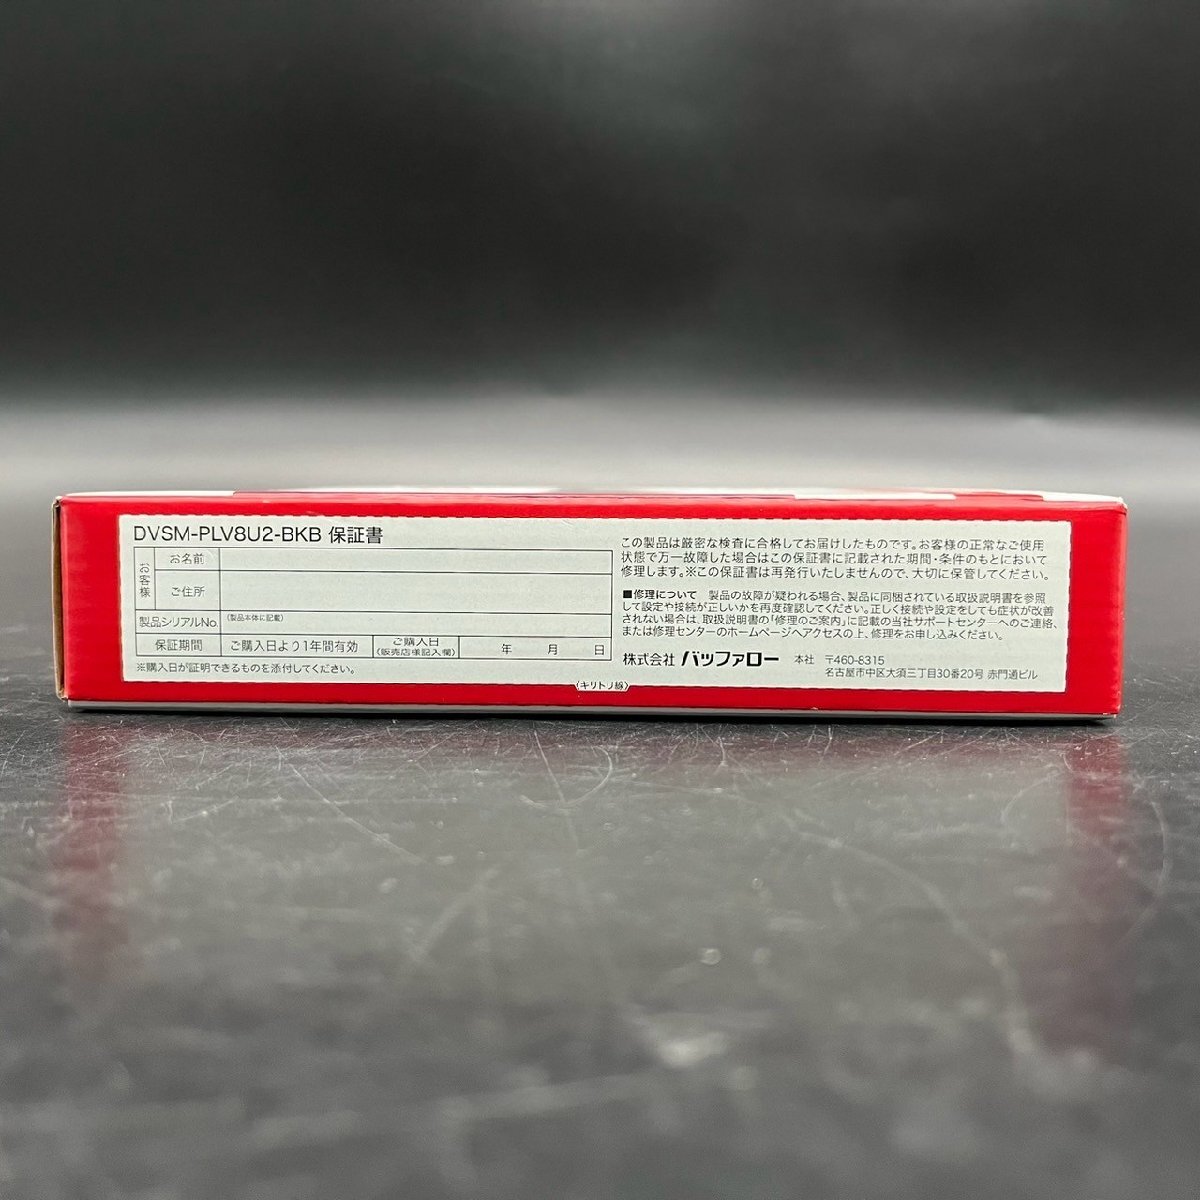 DVSM-PLV8U2-BKB 保証書
お客様
お名前
ご住所
製品シリアルNo. (製品本体に記載)
保証期間 ご購入日より1年間有効 ご購入日 (販売店様記入欄) 年 月 日
※購入日が証明できるものを添付してください。
この製品は厳密な検査に合格してお届けしたものです。お客様の正常なご使用
状態で万一故障した場合はこの保証書に記載された期間・条件のもとにおいて
修理します。※この保証書は再発行いたしませんので、大切に保管してください。
■修理について 製品の故障が疑われる場合、製品に同梱されている取扱説明書を参照
して設定や接続が正しいかを再度確認してください。正しく接続や設定をしても症状が改善
されない場合は、取扱説明書の「修理のご案内」に記載の当社サポートセンターへのご連絡、
または修理センターのホームページへアクセスの上、修理をお申し込みください。
株式会社 バッファロー 本社 〒460-8315
名古屋市中区大須三丁目30番20号 赤門通ビル
〈キリトリ線〉